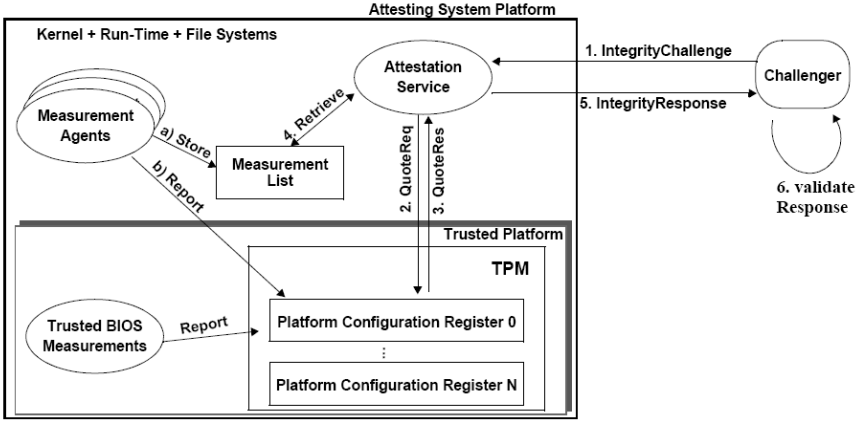 Attesting System Platform
Kernel + Run-Time + File Systems
1. IntegrityChallenge
Attestation
Service
Challenger
Measurement
Agents
5. IntegrityResponse
a) Store
4. Retrieve
Measurement
List
b) Report
2. QuoteReq
3. QuoteRes
6. validate
Response
Trusted Platform
TPM
Trusted BIOS
Measurements
Report
Platform Configuration Register 0
...
Platform Configuration Register N